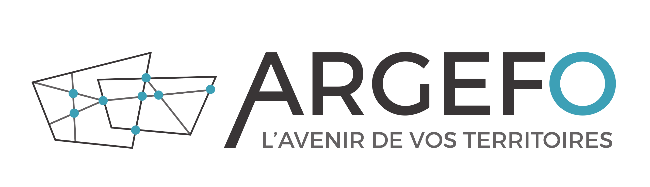 ARGEFO
L'AVENIR DE VOS TERRITOIRES